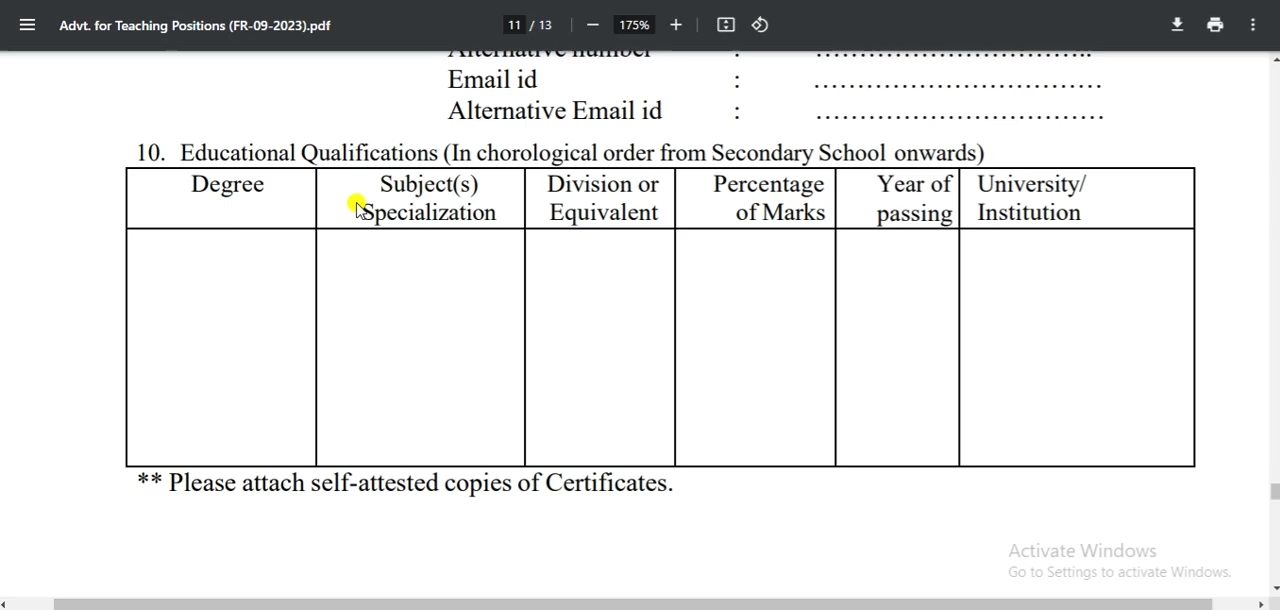 Advt. for Teaching Positions (FR-09-2023).pdf
11 / 13
175%
Alternative number : …………………………..
Email id : ……………………………
Alternative Email id : ……………………………
10. Educational Qualifications (In chorological order from Secondary School onwards)
Degree
Subject(s)
Specialization
Division or
Equivalent
Percentage
of Marks
Year of
passing
University/
Institution
** Please attach self-attested copies of Certificates.
Activate Windows
Go to Settings to activate Windows.